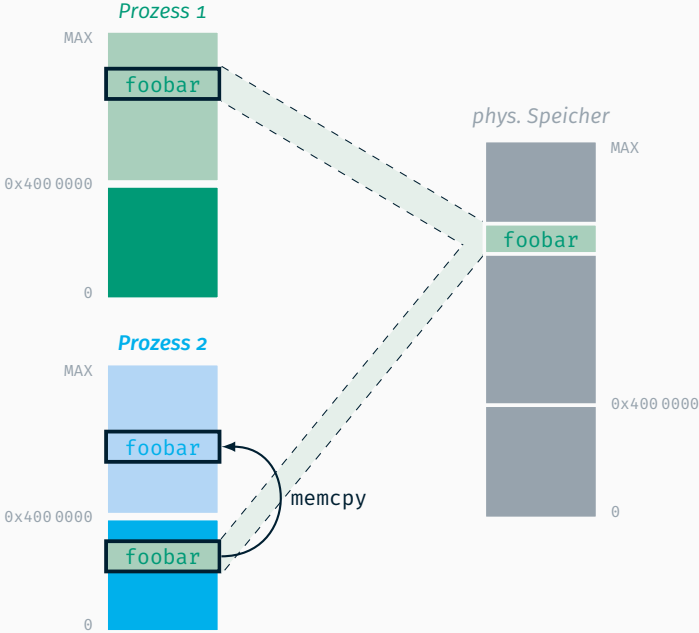 Prozess 1
MAX
foobar
0x400 0000
0
phys. Speicher
MAX
foobar
0x400 0000
0
Prozess 2
MAX
foobar
memcpy
0x400 0000
foobar
0